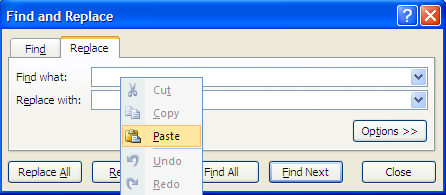 Find and Replace
Find Replace
Find what:
Replace with:
Cut
Copy
Paste
Undo
Redo
Options >>
Replace All Re Find All Find Next Close